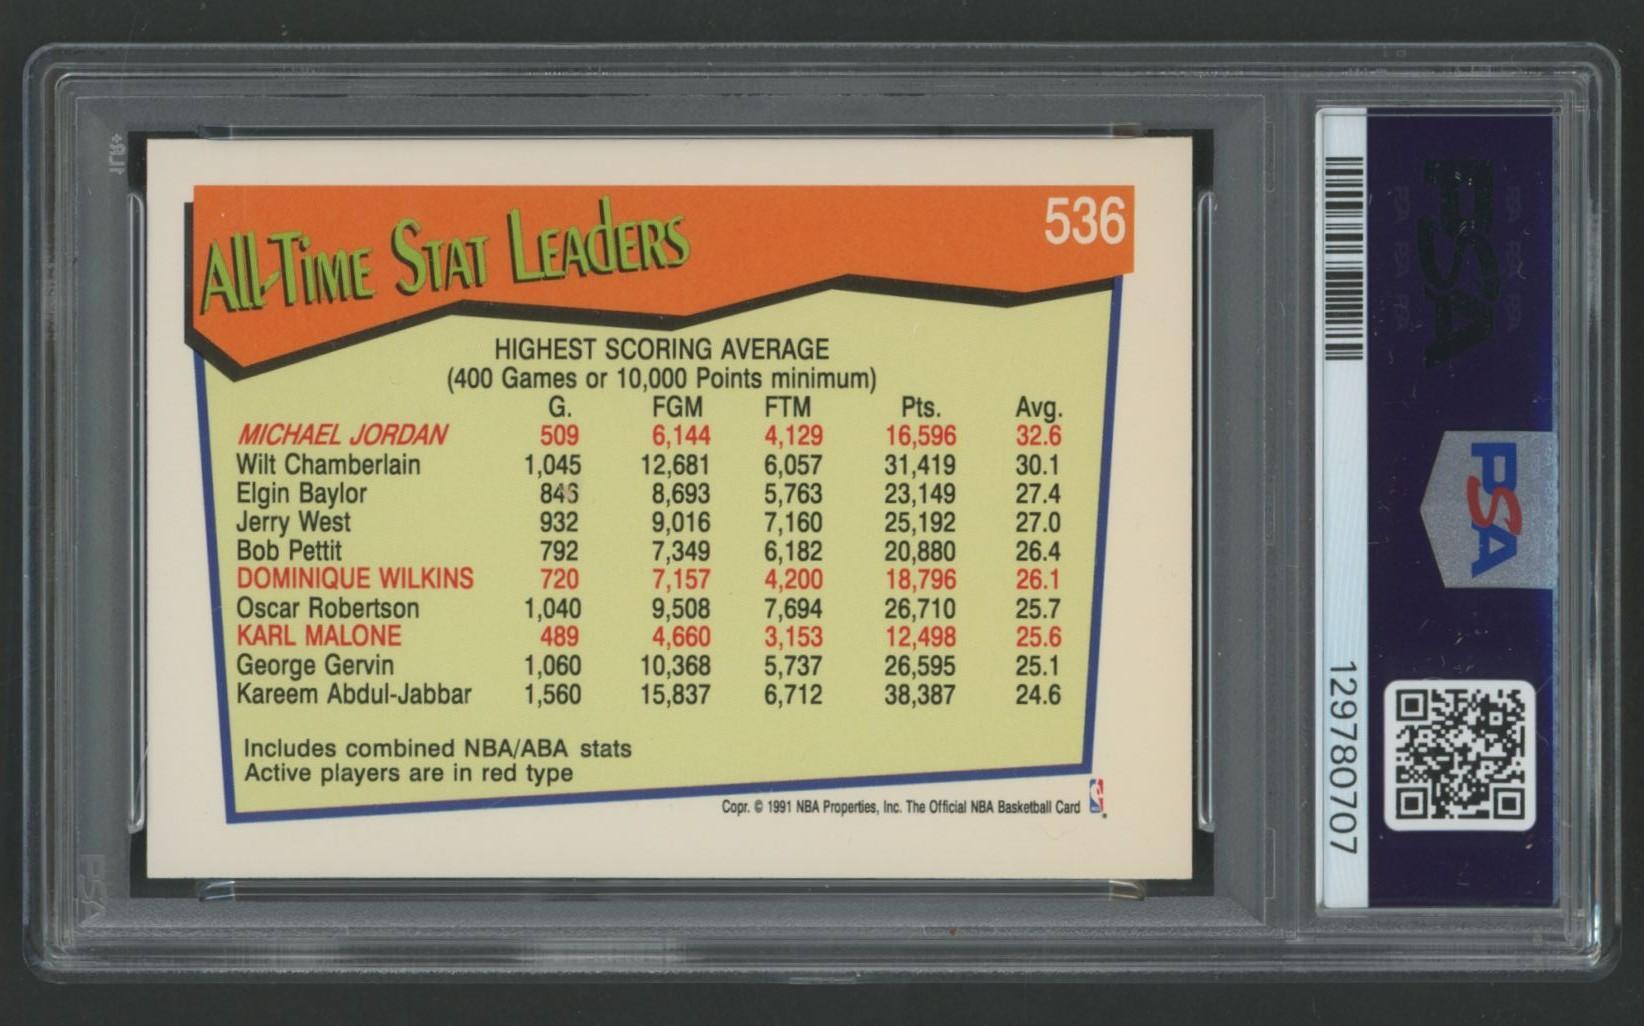 All-Time Stat Leaders
536
HIGHEST SCORING AVERAGE
(400 Games or 10,000 Points minimum)
G. FGM FTM Pts. Avg.
MICHAEL JORDAN 509 6,144 4,129 16,596 32.6
Wilt Chamberlain 1,045 12,681 6,057 31,419 30.1
Elgin Baylor 846 8,693 5,763 23,149 27.4
Jerry West 932 9,016 7,160 25,192 27.0
Bob Pettit 792 7,349 6,182 20,880 26.4
DOMINIQUE WILKINS 720 7,157 4,200 18,796 26.1
Oscar Robertson 1,040 9,508 7,694 26,710 25.7
KARL MALONE 489 4,660 3,153 12,498 25.6
George Gervin 1,060 10,368 5,737 26,595 25.1
Kareem Abdul-Jabbar 1,560 15,837 6,712 38,387 24.6
Includes combined NBA/ABA stats
Active players are in red type
Copr. © 1991 NBA Properties, Inc. The Official NBA Basketball Card
129780707
PSA
PSA
PSA